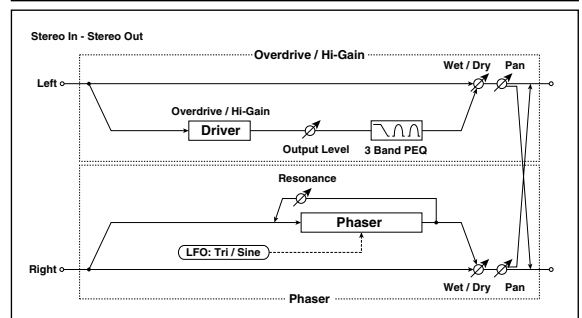 Stereo In - Stereo Out
Overdrive / Hi-Gain
Wet / Dry Pan
Left
Overdrive / Hi-Gain
Driver
Output Level
3 Band PEQ
Resonance
Phaser
LFO: Tri / Sine
Right
Wet / Dry Pan
Phaser